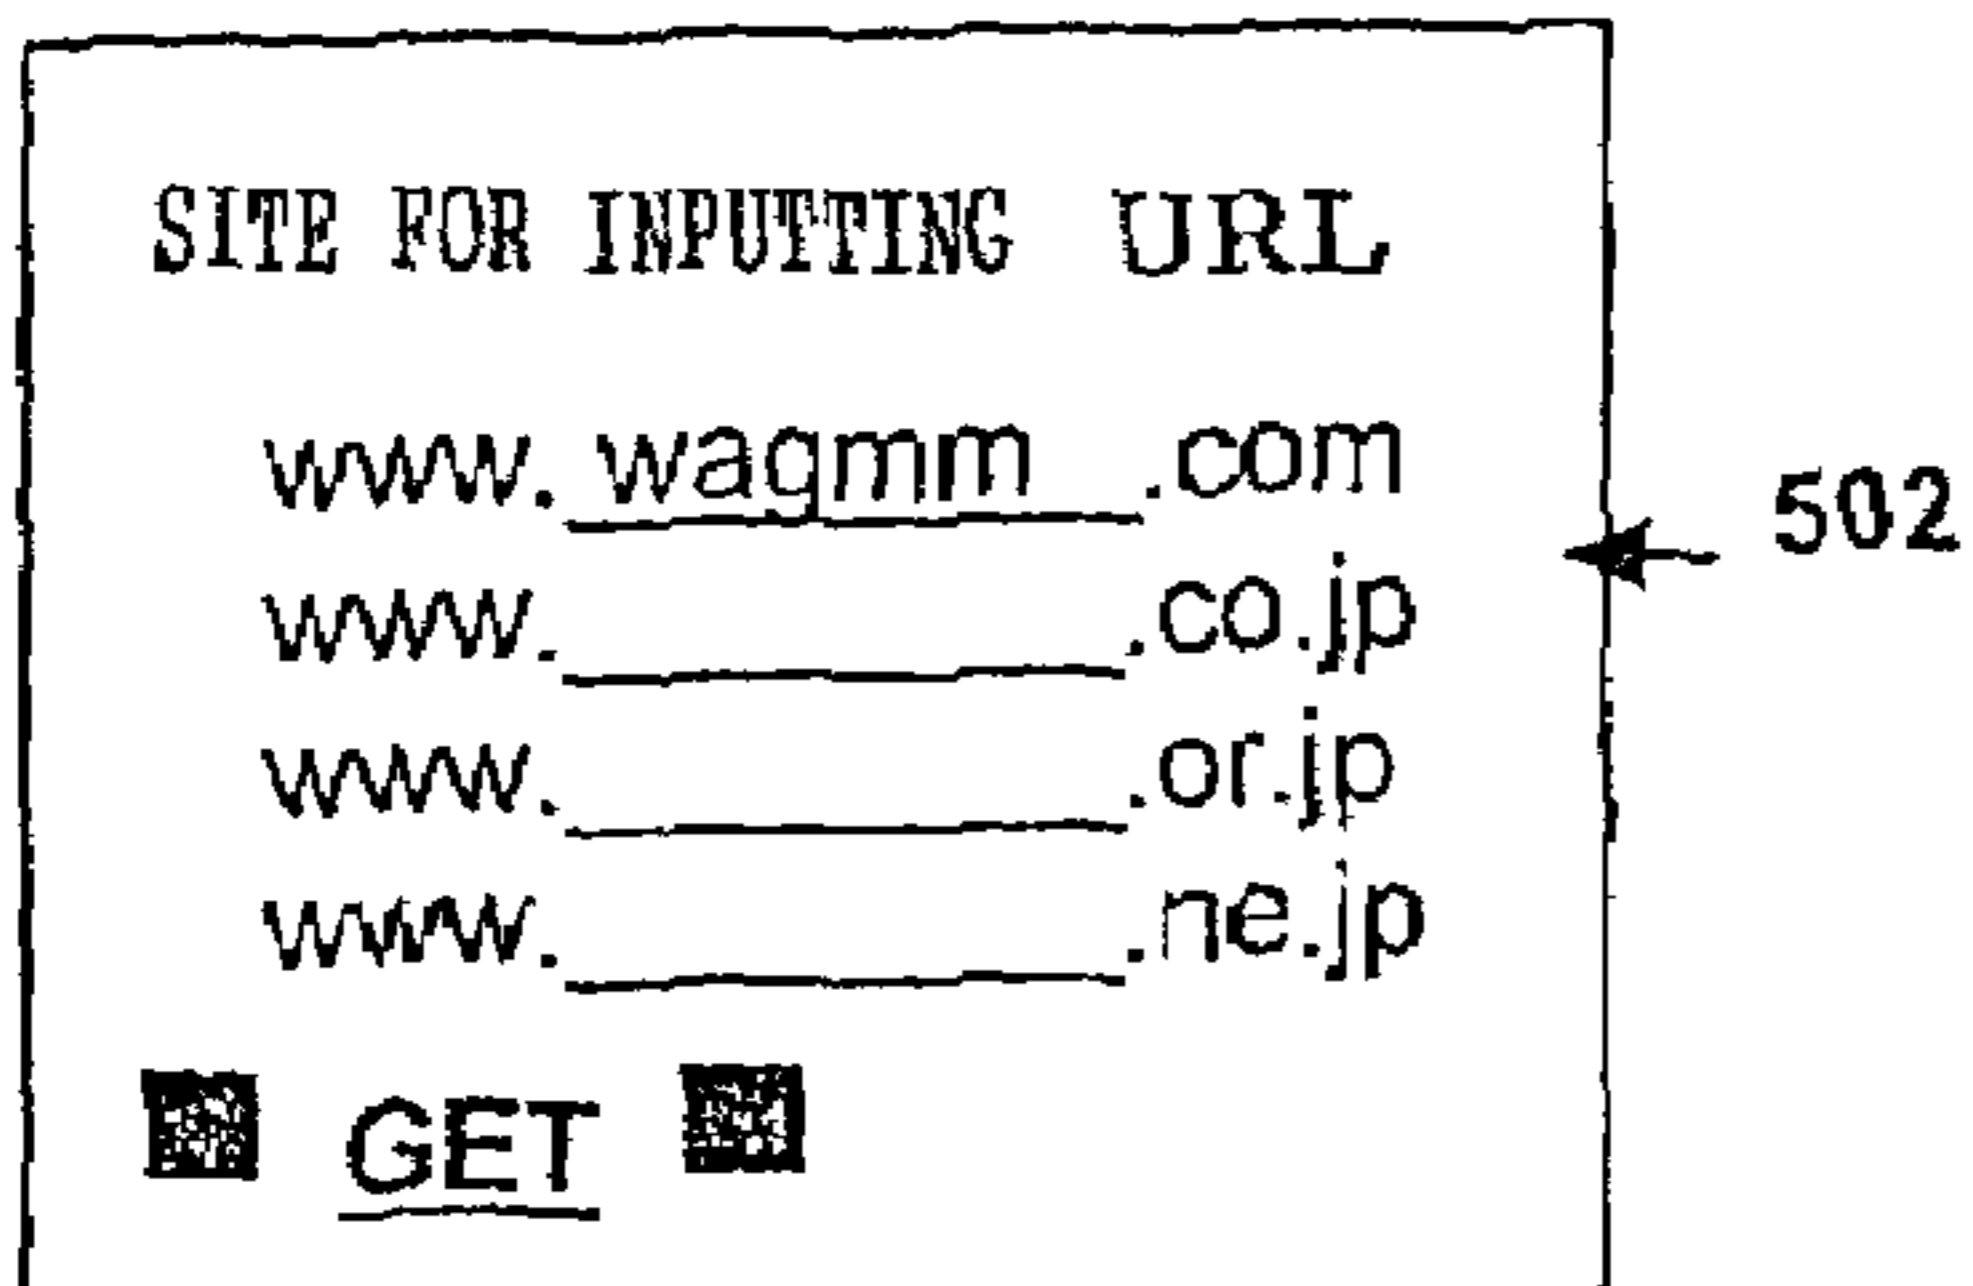 SITE FOR INPUTTING URL
www. wagmm .com
502
www. .co.jp
www. .or.jp
www. .ne.jp
GET